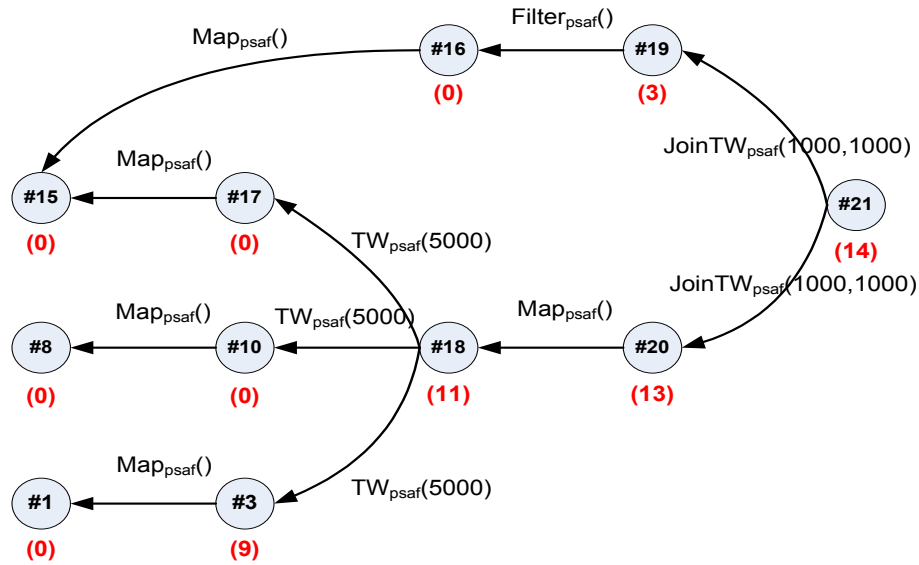 Filterpsaf()
Mappsaf()
#16
#19
(0)
(3)
JoinTWpsaf(1000,1000)
Mappsaf()
#15
#17
#21
(0)
(0)
TWpsaf(5000)
(14)
JoinTWpsaf(1000,1000)
Mappsaf()
TWpsaf(5000)
Mappsaf()
#8
#10
#18
#20
(0)
(0)
(11)
(13)
Mappsaf()
TWpsaf(5000)
#1
#3
(0)
(9)